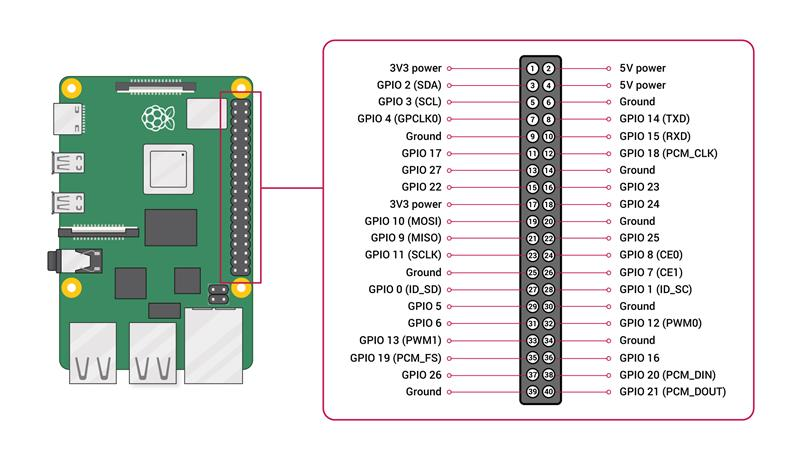 3V3 power 1 2 5V power
GPIO 2 (SDA) 3 4 5V power
GPIO 3 (SCL) 5 6 Ground
GPIO 4 (GPCLK0) 7 8 GPIO 14 (TXD)
Ground 9 10 GPIO 15 (RXD)
GPIO 17 11 12 GPIO 18 (PCM_CLK)
GPIO 27 13 14 Ground
GPIO 22 15 16 GPIO 23
3V3 power 17 18 GPIO 24
GPIO 10 (MOSI) 19 20 Ground
GPIO 9 (MISO) 21 22 GPIO 25
GPIO 11 (SCLK) 23 24 GPIO 8 (CE0)
Ground 25 26 GPIO 7 (CE1)
GPIO 0 (ID_SD) 27 28 GPIO 1 (ID_SC)
GPIO 5 29 30 Ground
GPIO 6 31 32 GPIO 12 (PWM0)
GPIO 13 (PWM1) 33 34 Ground
GPIO 19 (PCM_FS) 35 36 GPIO 16
GPIO 26 37 38 GPIO 20 (PCM_DIN)
Ground 39 40 GPIO 21 (PCM_DOUT)